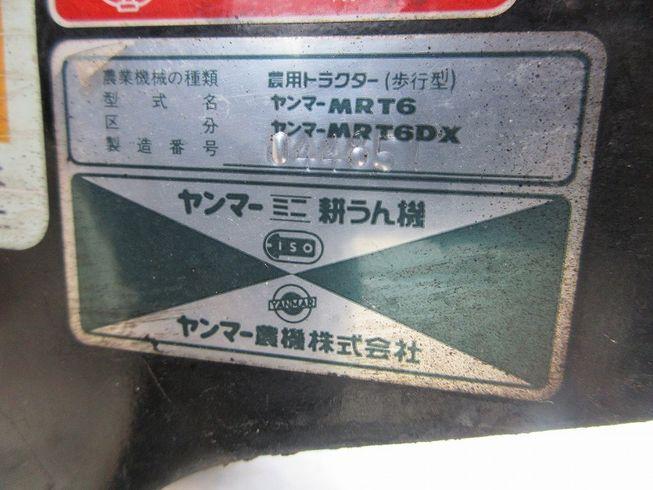 農業機械の種類 農用トラクター(歩行型)
型式名 ヤンマーMRT6
区分 ヤンマーMRT6DX
製造番号 04485
ヤンマーミニ耕うん機
ISO
YANMAR
ヤンマー農機株式会社